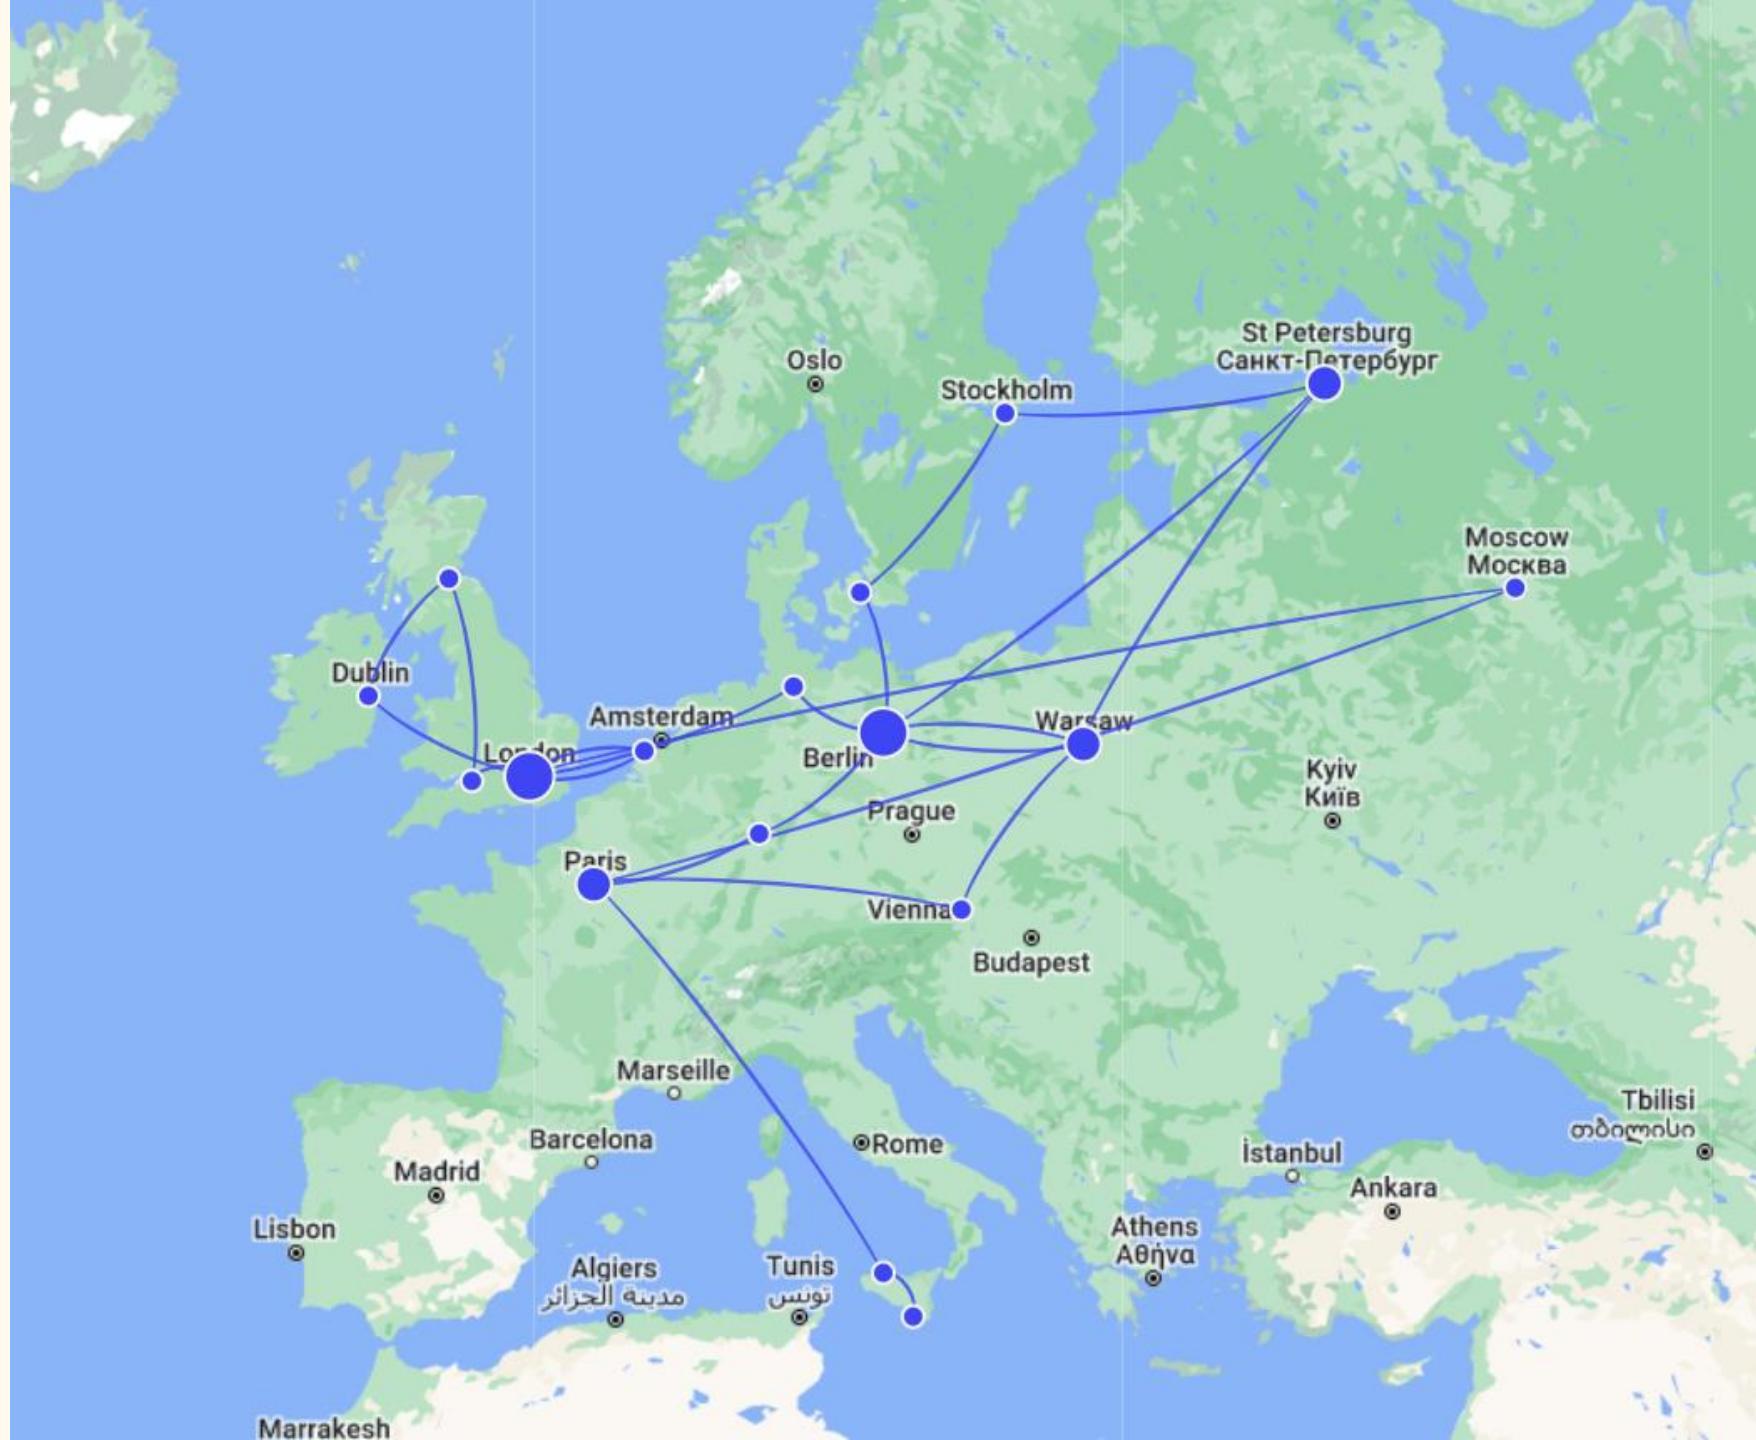 St Petersburg
Санкт-Петербург
Oslo
Stockholm
Moscow
Москва
Dublin
Amsterdam
London
Warsaw
Berlin
Kyiv
Київ
Prague
Paris
Vienna
Budapest
Marseille
Barcelona
Rome
Madrid
Lisbon
Tbilisi
თბილისი
İstanbul
Ankara
Athens
Αθήνα
Algiers
مدينة الجزائر
Tunis
تونس
Marrakesh